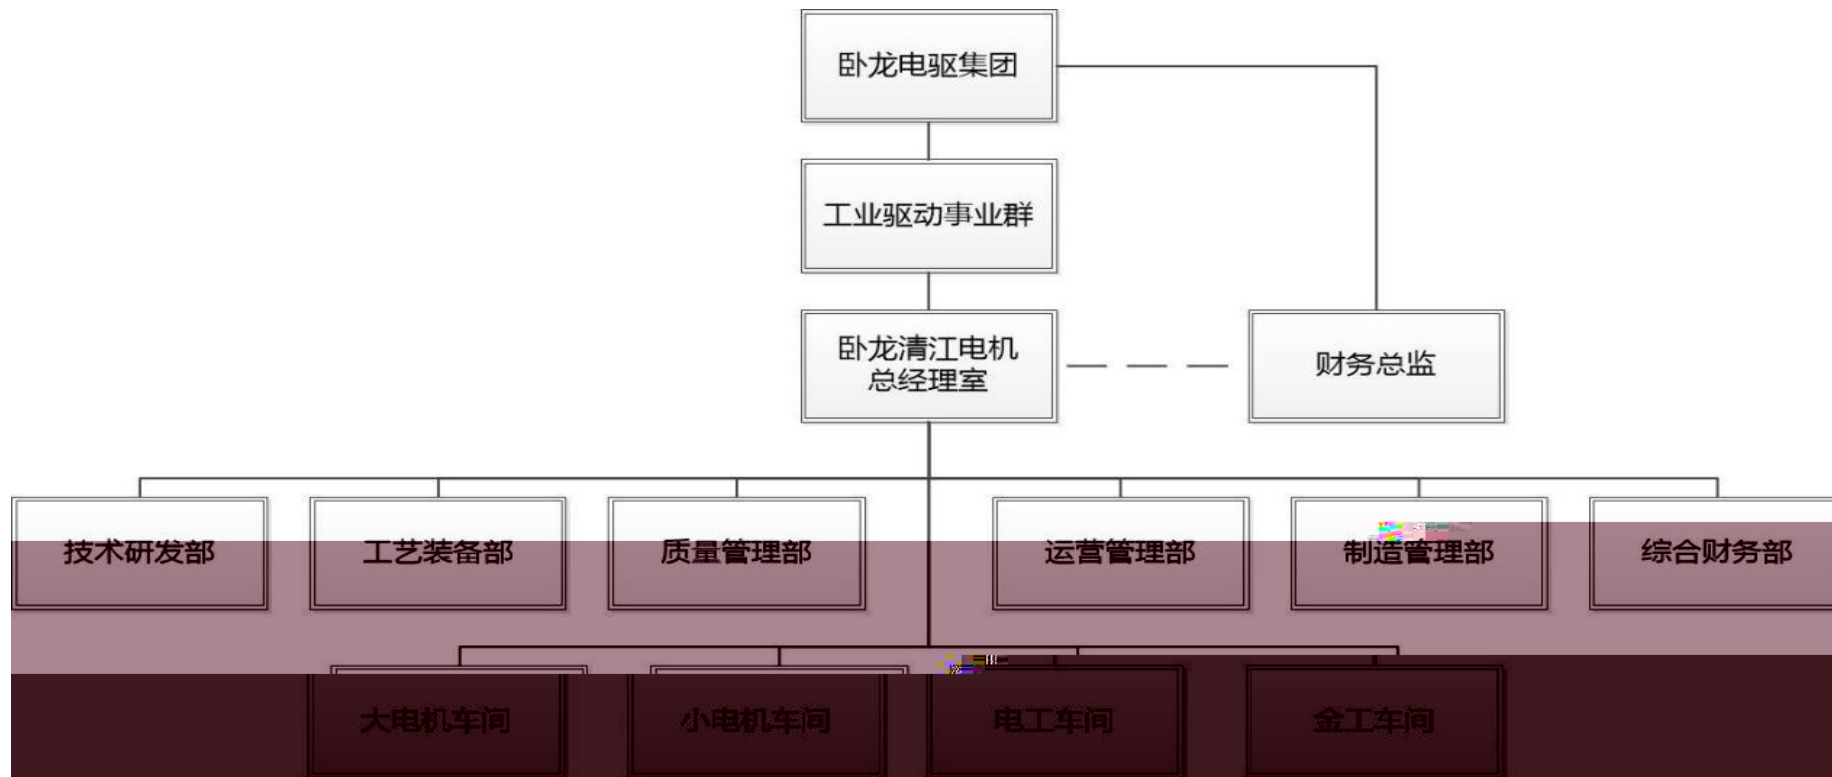 卧龙电驱集团
工业驱动事业群
卧龙清江电机
总经理室
财务总监
技术研发部
工艺装备部
质量管理部
运营管理部
制造管理部
综合财务部
大电机车间
小电机车间
电工车间
金工车间